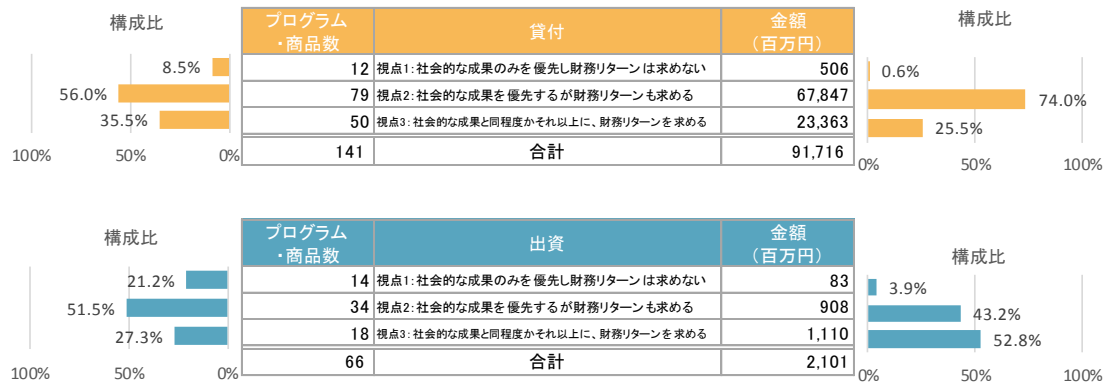 構成比
プログラム
・商品数
貸付
金額
（百万円）
構成比
8.5%
12
視点1：社会的な成果のみを優先し財務リターンは求めない
506
0.6%
56.0%
79
視点2：社会的な成果を優先するが財務リターンも求める
67,847
74.0%
35.5%
50
視点3：社会的な成果と同程度かそれ以上に、財務リターンを求める
23,363
25.5%
141
合計
91,716
100%
50%
0%
0%
50%
100%
構成比
プログラム
・商品数
出資
金額
（百万円）
構成比
21.2%
14
視点1：社会的な成果のみを優先し財務リターンは求めない
83
3.9%
51.5%
34
視点2：社会的な成果を優先するが財務リターンも求める
908
43.2%
27.3%
18
視点3：社会的な成果と同程度かそれ以上に、財務リターンを求める
1,110
52.8%
66
合計
2,101
100%
50%
0%
0%
50%
100%